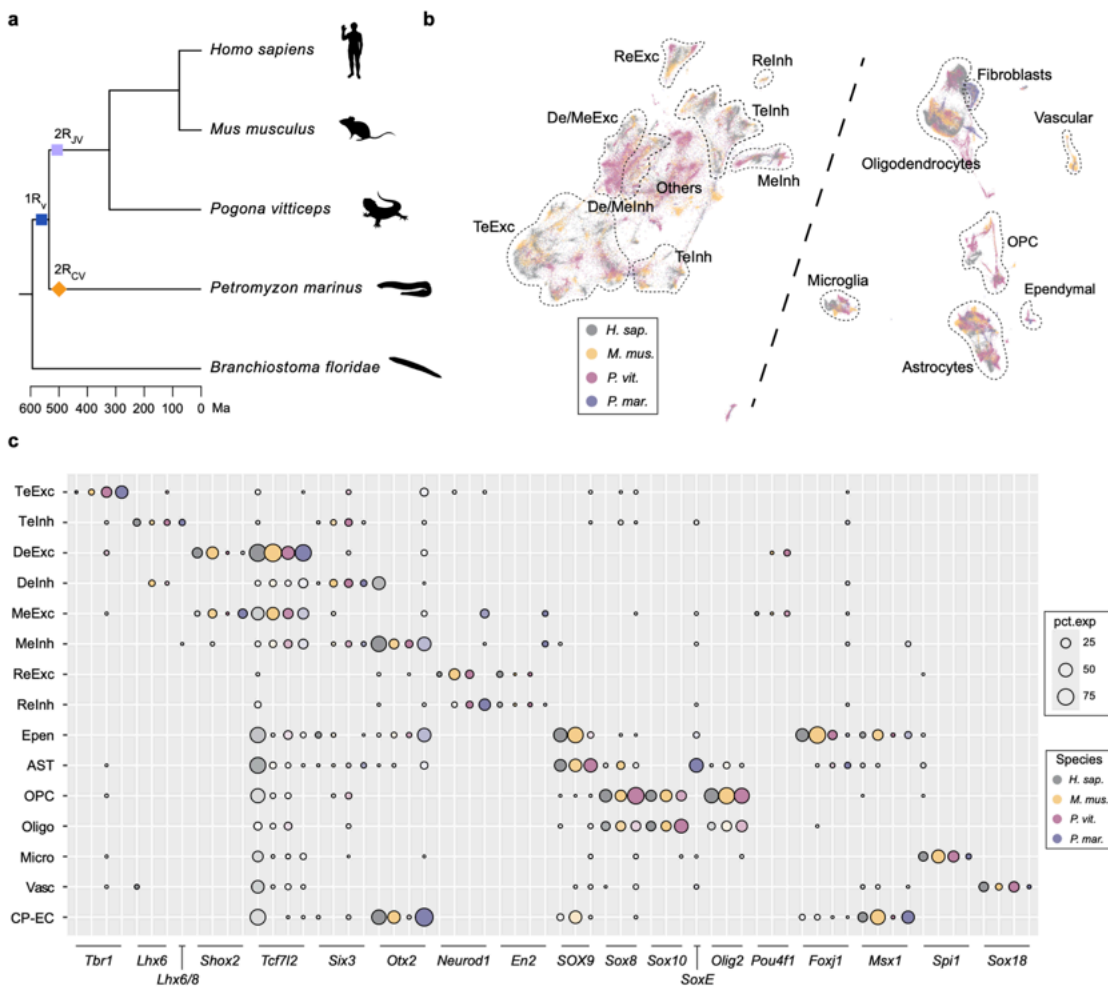 a
Homo sapiens
Mus musculus
2RJV
Pogona vitticeps
1Rv
2RCV
Petromyzon marinus
Branchiostoma floridae
600 500 400 300 200 100 0 Ma
b
ReExc
ReInh
Fibroblasts
De/MeExc
TeInh
Vascular
Oligodendrocytes
MeInh
Others
De/MeInh
TeExc
TeInh
OPC
Microglia
Ependymal
Astrocytes
H. sap.
M. mus.
P. vit.
P. mar.
c
TeExc
TeInh
DeExc
DeInh
MeExc
MeInh
ReExc
ReInh
Epen
AST
OPC
Oligo
Micro
Vasc
CP-EC
pct.exp
25
50
75
Species
H. sap.
M. mus.
P. vit.
P. mar.
Tbr1 Lhx6 Shox2 Tcf7l2 Six3 Otx2 Neurod1 En2 SOX9 Sox8 Sox10 Olig2 Pou4f1 Foxj1 Msx1 Spi1 Sox18
Lhx6/8 SoxE